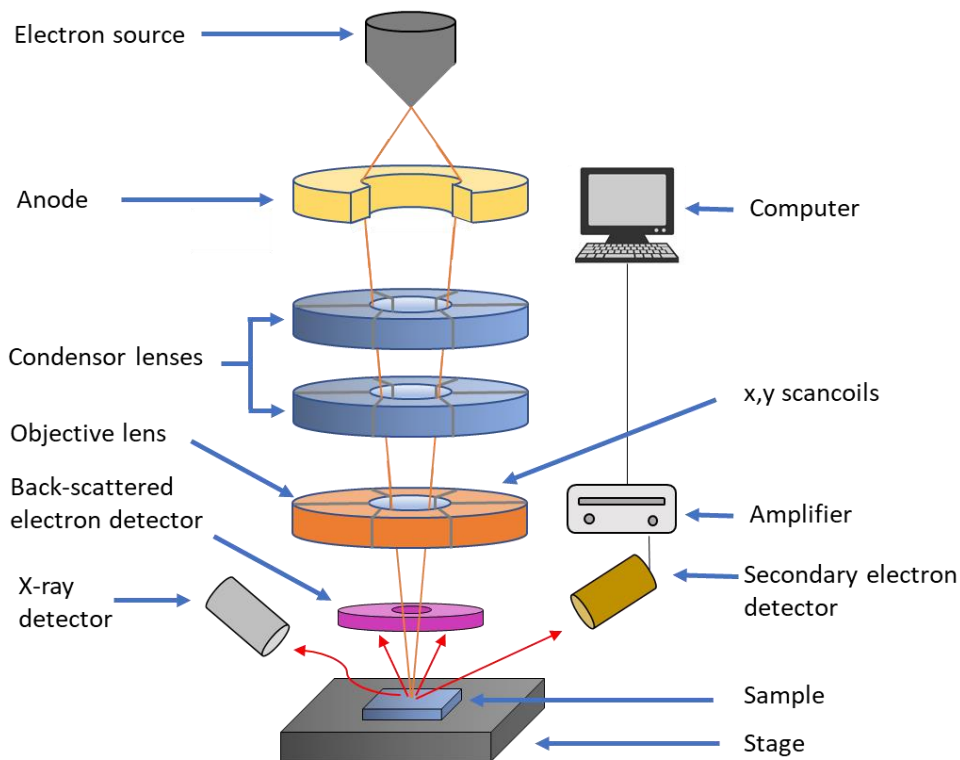 Electron source
Anode
Computer
Condensor lenses
x,y scancoils
Objective lens
Back-scattered
electron detector
Amplifier
X-ray
detector
Secondary electron
detector
Sample
Stage